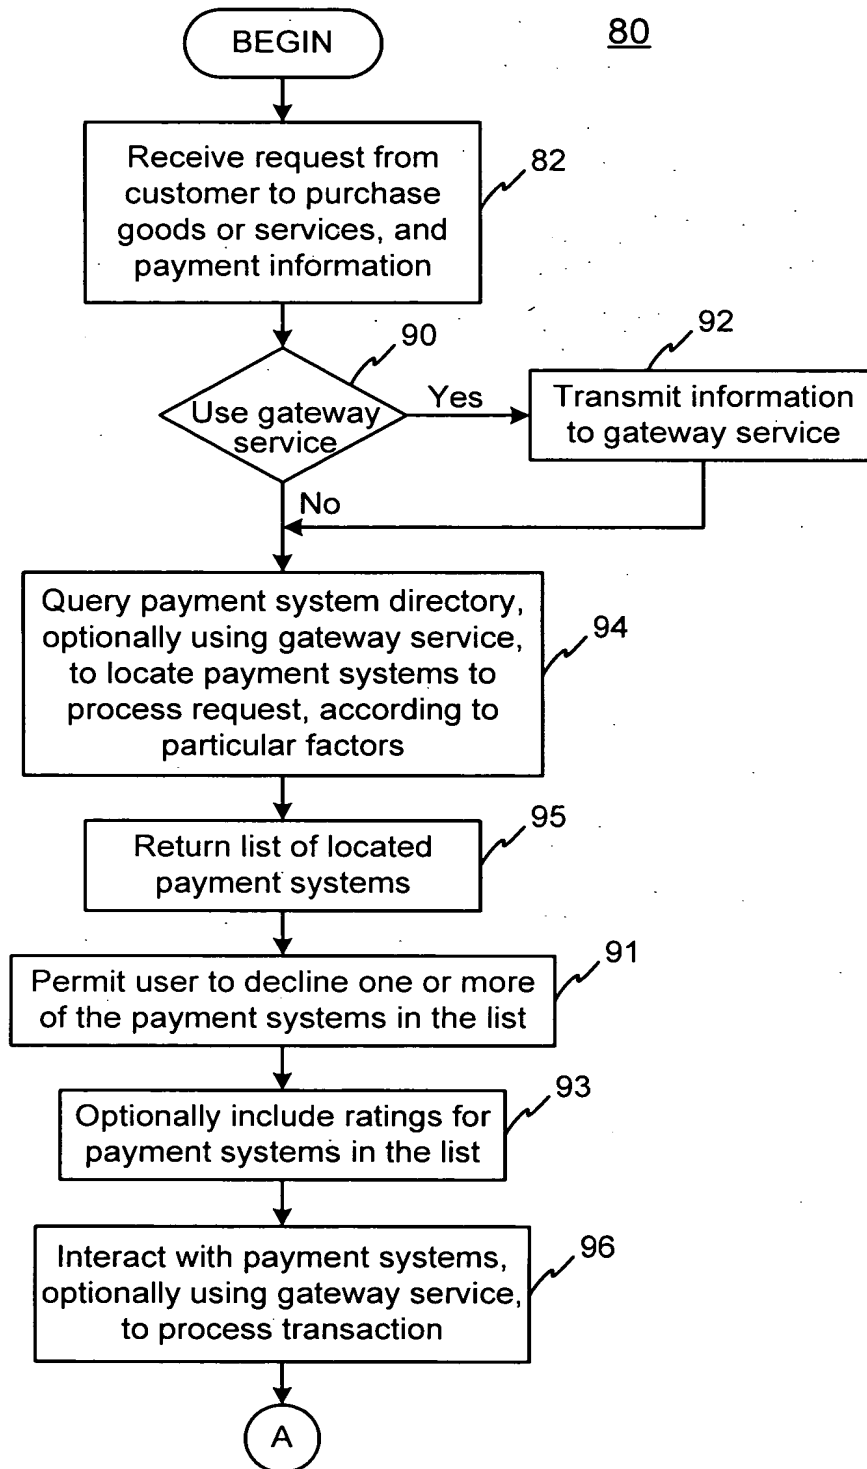 BEGIN
80
Receive request from
customer to purchase
goods or services, and
payment information
82
90
Use gateway
service
Yes
92
Transmit information
to gateway service
No
Query payment system directory,
optionally using gateway service,
to locate payment systems to
process request, according to
particular factors
94
Return list of located
payment systems
95
Permit user to decline one or more
of the payment systems in the list
91
Optionally include ratings for
payment systems in the list
93
Interact with payment systems,
optionally using gateway service,
to process transaction
96
A